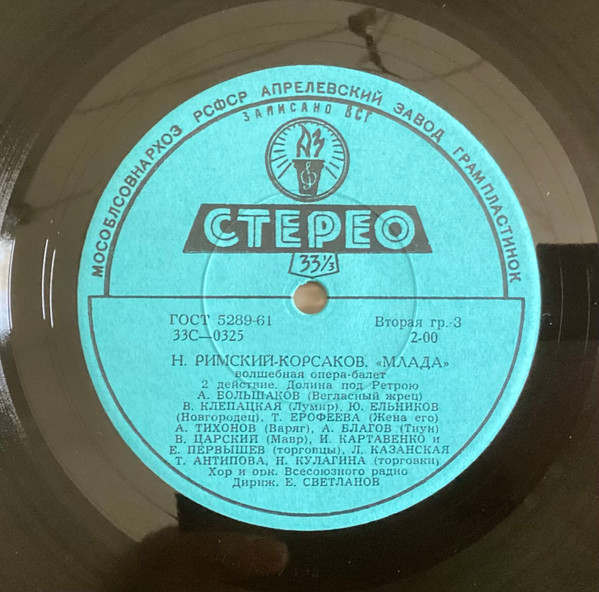 МОСОБЛСОВНАРХОЗ РСФСР АПРЕЛЕВСКИЙ ЗАВОД ГРАМПЛАСТИНОК
ЗАПИСАНО ВСГ
АЗ
СТЕРЕО
33⅓
ГОСТ 5289-61 Вторая гр.-3
33С—0325 2-00
Н. РИМСКИЙ-КОРСАКОВ. «МЛАДА»
волшебная опера-балет
2 действие. Долина под Ретрою
А. БОЛЬШАКОВ (Вегласный жрец)
В. КЛЕПАЦКАЯ (Лумир), Ю. ЕЛЬНИКОВ
(Новгородец), Т. ЕРОФЕЕВА (Жена его)
А. ТИХОНОВ (Варяг), А. БЛАГОВ (Тиун)
В. ЦАРСКИЙ (Мавр), И. КАРТАВЕНКО и
Е. ПЕРВЫШЕВ (торговцы), Л. КАЗАНСКАЯ
Т. АНТИПОВА, Н. КУЛАГИНА (торговки)
Хор и орк. Всесоюзного радио
Дириж. Е. СВЕТЛАНОВ